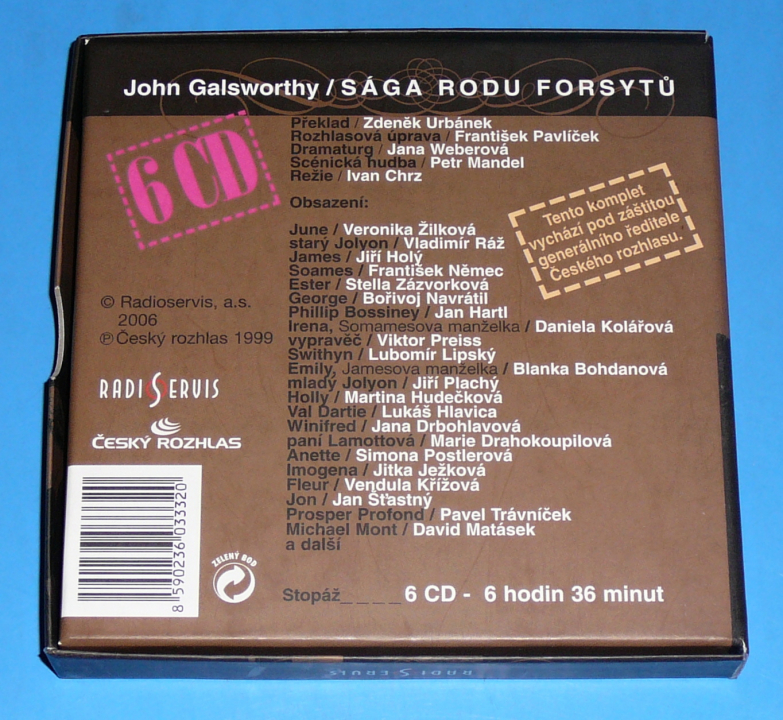 John Galsworthy / SÁGA RODU FORSYTŮ
6 CD
Překlad / Zdeněk Urbánek
Rozhlasová úprava / František Pavlíček
Dramaturg / Jana Weberová
Scénická hudba / Petr Mandel
Režie / Ivan Chrz
Tento komplet
vychází pod záštitou
generálního ředitele
Českého rozhlasu.
Obsazení:
June / Veronika Žilková
starý Jolyon / Vladimír Ráž
James / Jiří Holý
Soames / František Němec
Ester / Stella Zázvorková
George / Bořivoj Navrátil
Phillip Bossiney / Jan Hartl
Irena, Somamesova manželka / Daniela Kolářová
vypravěč / Viktor Preiss
Swithyn / Lubomír Lipský
Emily, Jamesova manželka / Blanka Bohdanová
mladý Jolyon / Jiří Plachý
Holly / Martina Hudečková
Val Dartie / Lukáš Hlavica
Winifred / Jana Drbohlavová
paní Lamottová / Marie Drahokoupilová
Anette / Simona Postlerová
Imogena / Jitka Ježková
Fleur / Vendula Křížová
Jon / Jan Šťastný
Prosper Profond / Pavel Trávníček
Michael Mont / David Matásek
a další
© Radioservis, a.s.
2006
℗ Český rozhlas 1999
RADIOSERVIS
ČESKÝ ROZHLAS
8 590236 033320
ZELENÝ BOD
Stopáž_ _ _ _ 6 CD - 6 hodin 36 minut
RADIOSERVIS